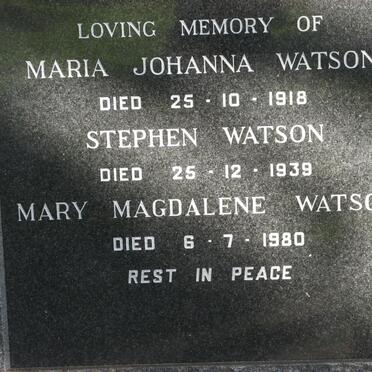 LOVING MEMORY OF
MARIA JOHANNA WATSON
DIED 25 · 10 · 1918
STEPHEN WATSON
DIED 25 · 12 · 1939
MARY MAGDALENE WATSO
DIED 6 · 7 · 1980
REST IN PEACE